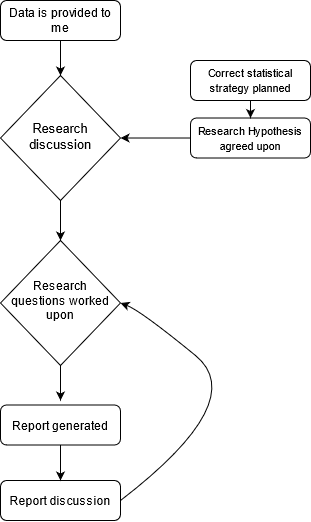 Data is provided to
me
Correct statistical
strategy planned
Research Hypothesis
agreed upon
Research
discussion
Research
questions worked
upon
Report generated
Report discussion